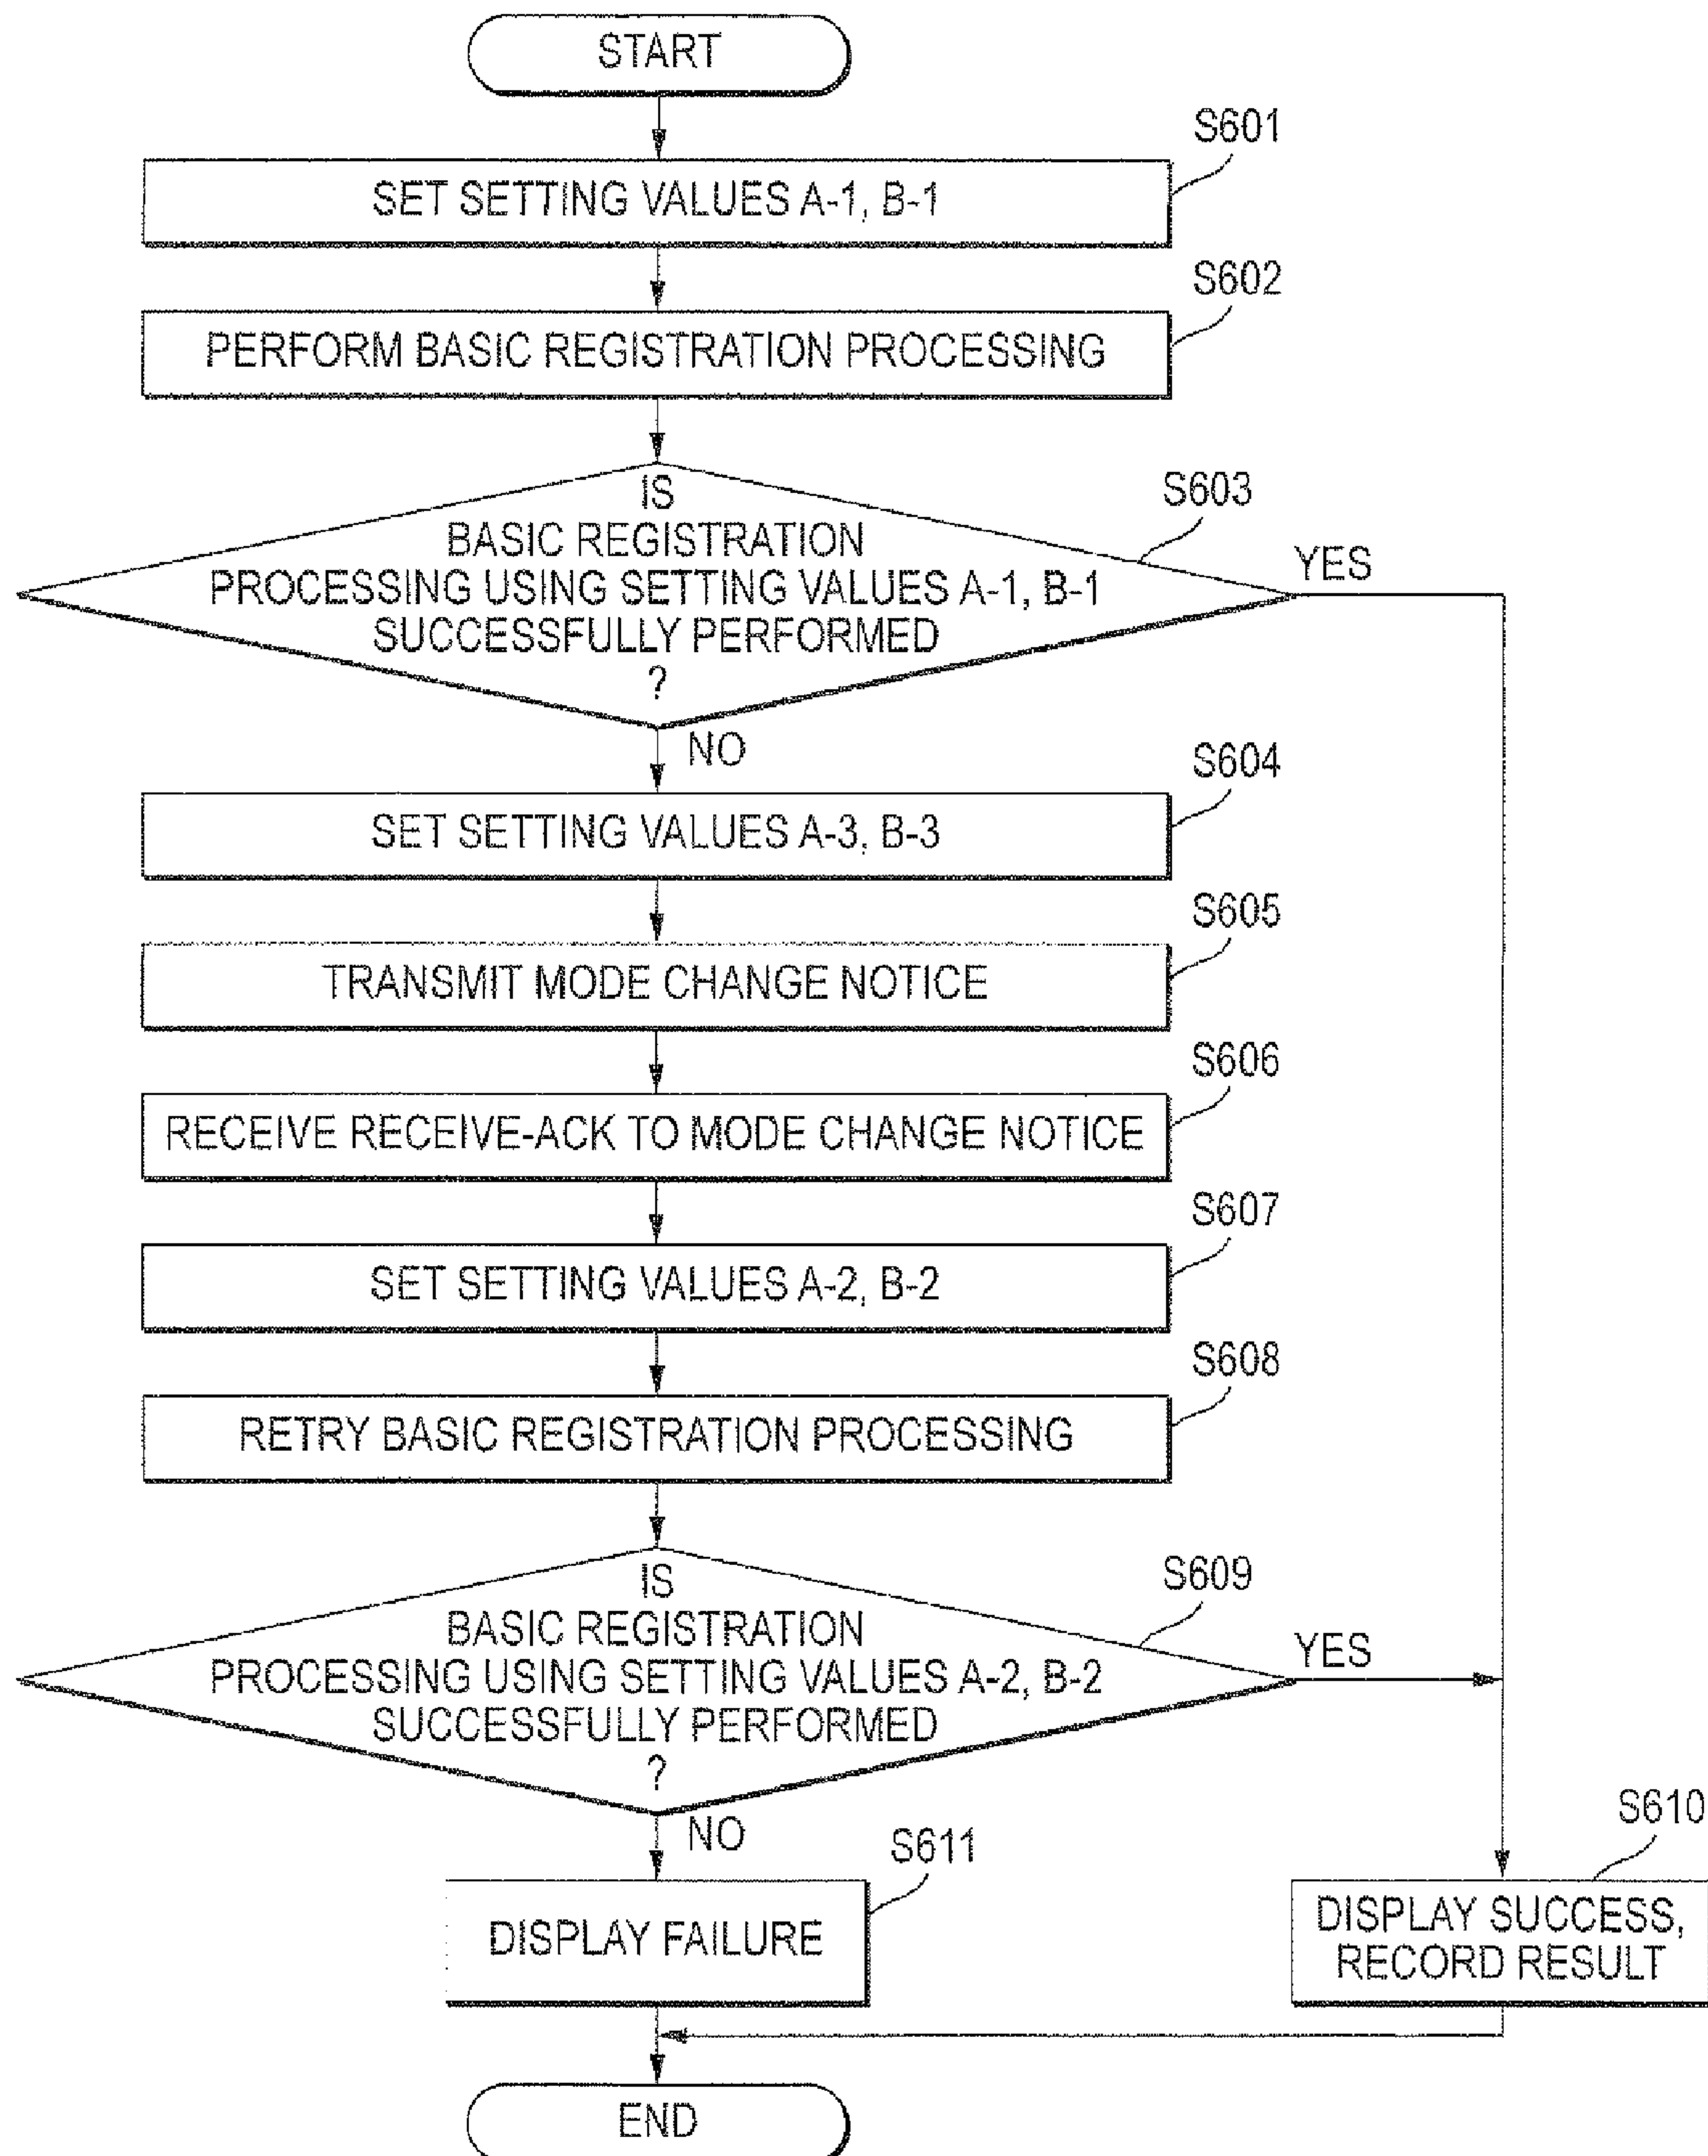 START
S601
SET SETTING VALUES A-1, B-1
S602
PERFORM BASIC REGISTRATION PROCESSING
S603
IS
BASIC REGISTRATION
PROCESSING USING SETTING VALUES A-1, B-1
SUCCESSFULLY PERFORMED
?
YES
NO
S604
SET SETTING VALUES A-3, B-3
S605
TRANSMIT MODE CHANGE NOTICE
S606
RECEIVE RECEIVE-ACK TO MODE CHANGE NOTICE
S607
SET SETTING VALUES A-2, B-2
S608
RETRY BASIC REGISTRATION PROCESSING
S609
IS
BASIC REGISTRATION
PROCESSING USING SETTING VALUES A-2, B-2
SUCCESSFULLY PERFORMED
?
YES
NO
S611
DISPLAY FAILURE
S610
DISPLAY SUCCESS,
RECORD RESULT
END